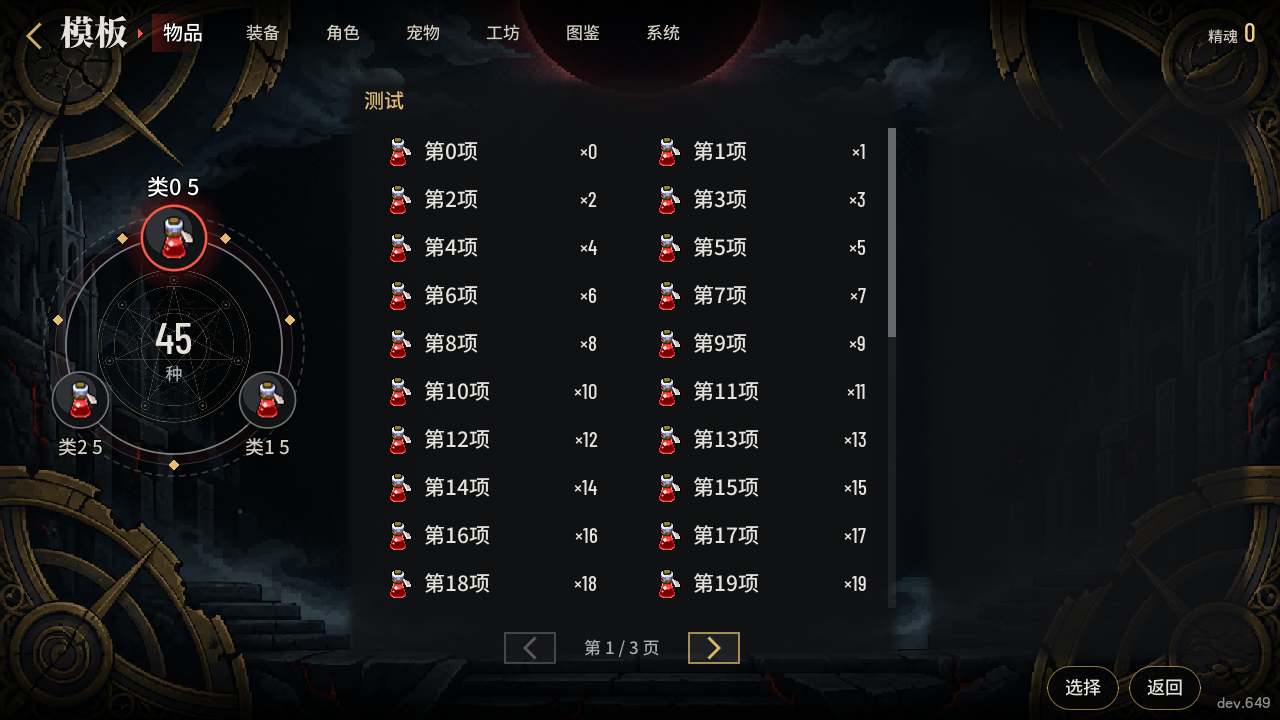 模板 物品 装备 角色 宠物 工坊 图鉴 系统 精魂 0
测试
第0项 ×0 第1项 ×1
第2项 ×2 第3项 ×3
第4项 ×4 第5项 ×5
第6项 ×6 第7项 ×7
第8项 ×8 第9项 ×9
第10项 ×10 第11项 ×11
第12项 ×12 第13项 ×13
第14项 ×14 第15项 ×15
第16项 ×16 第17项 ×17
第18项 ×18 第19项 ×19
类0 5
45
种
类2 5 类1 5
第 1 / 3 页
选择 返回
dev.649